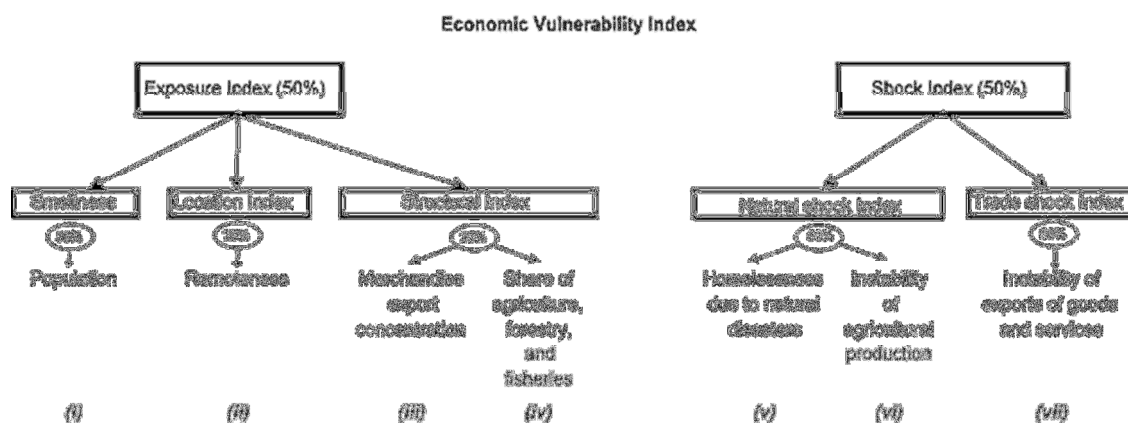 Economic Vulnerability Index
Exposure Index (50%)
Shock Index (50%)
Smallness
Location Index
Structural Index
Natural shock Index
Trade shock Index
Population
Remoteness
Merchandise
export
concentration
Share of
agriculture,
forestry,
and
fisheries
Homelessness
due to natural
disasters
Instability
of
agricultural
production
Instability of
exports of goods
and services
(i)
(ii)
(iii)
(iv)
(v)
(vi)
(vii)